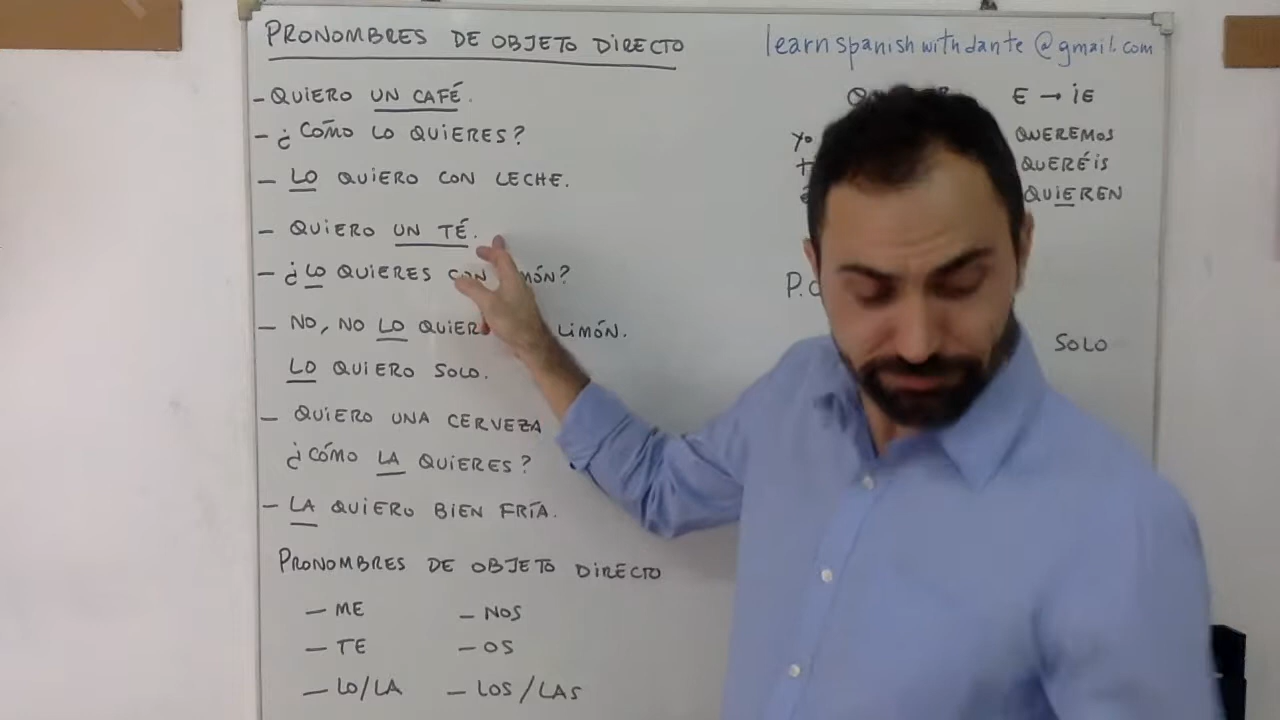 PRONOMBRES DE OBJETO DIRECTO
learnspanishwithdante@gmail.com
- QUIERO UN CAFÉ.
- ¿CÓMO LO QUIERES?
- LO QUIERO CON LECHE.
- QUIERO UN TÉ.
- ¿LO QUIERES
- NO, NO LO LIMÓN.
LO QUIERO SOLO.
- QUIERO UNA CERVEZA
¿CÓMO LA QUIERES?
- LA QUIERO BIEN FRÍA.
PRONOMBRES DE OBJETO DIRECTO
- ME - NOS
- TE - OS
- LO/LA - LOS/LAS
E → IE
YO QUEREMOS
QUERÉIS
QUIEREN
SOLO